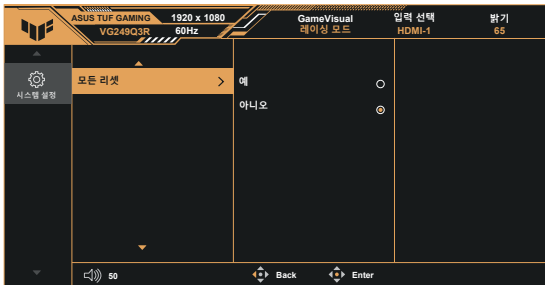 ASUS TUF GAMING 1920 x 1080 GameVisual 입력 선택 밝기
VG249Q3R 60Hz 레이싱 모드 HDMI-1 65
시스템 설정
모든 리셋
예
아니오
50 Back Enter